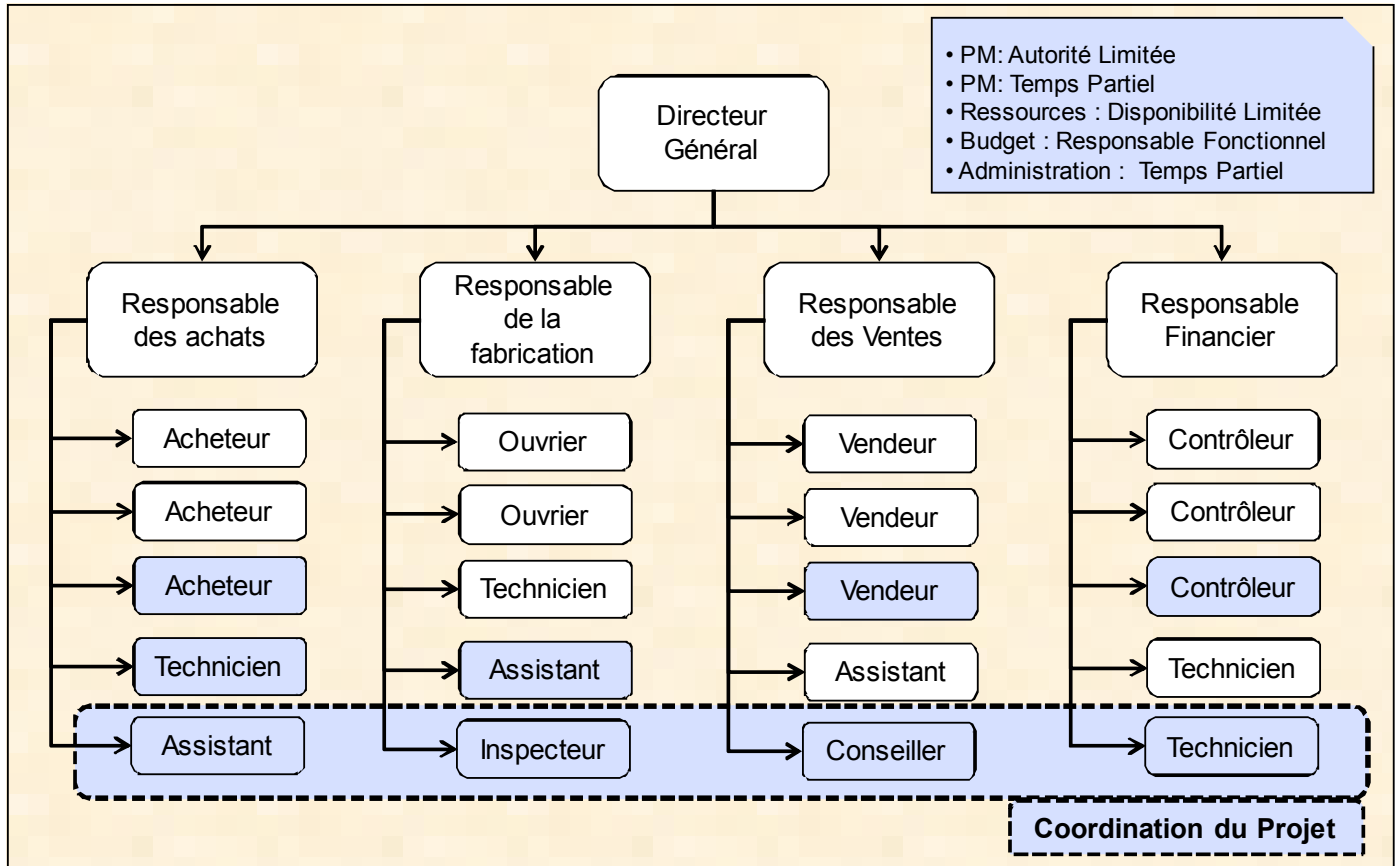 • PM: Autorité Limitée
• PM: Temps Partiel
• Ressources : Disponibilité Limitée
• Budget : Responsable Fonctionnel
• Administration : Temps Partiel
Directeur
Général
Responsable
des achats
Responsable
de la
fabrication
Responsable
des Ventes
Responsable
Financier
Acheteur
Acheteur
Acheteur
Technicien
Assistant
Ouvrier
Ouvrier
Technicien
Assistant
Inspecteur
Vendeur
Vendeur
Vendeur
Assistant
Conseiller
Contrôleur
Contrôleur
Contrôleur
Technicien
Technicien
Coordination du Projet